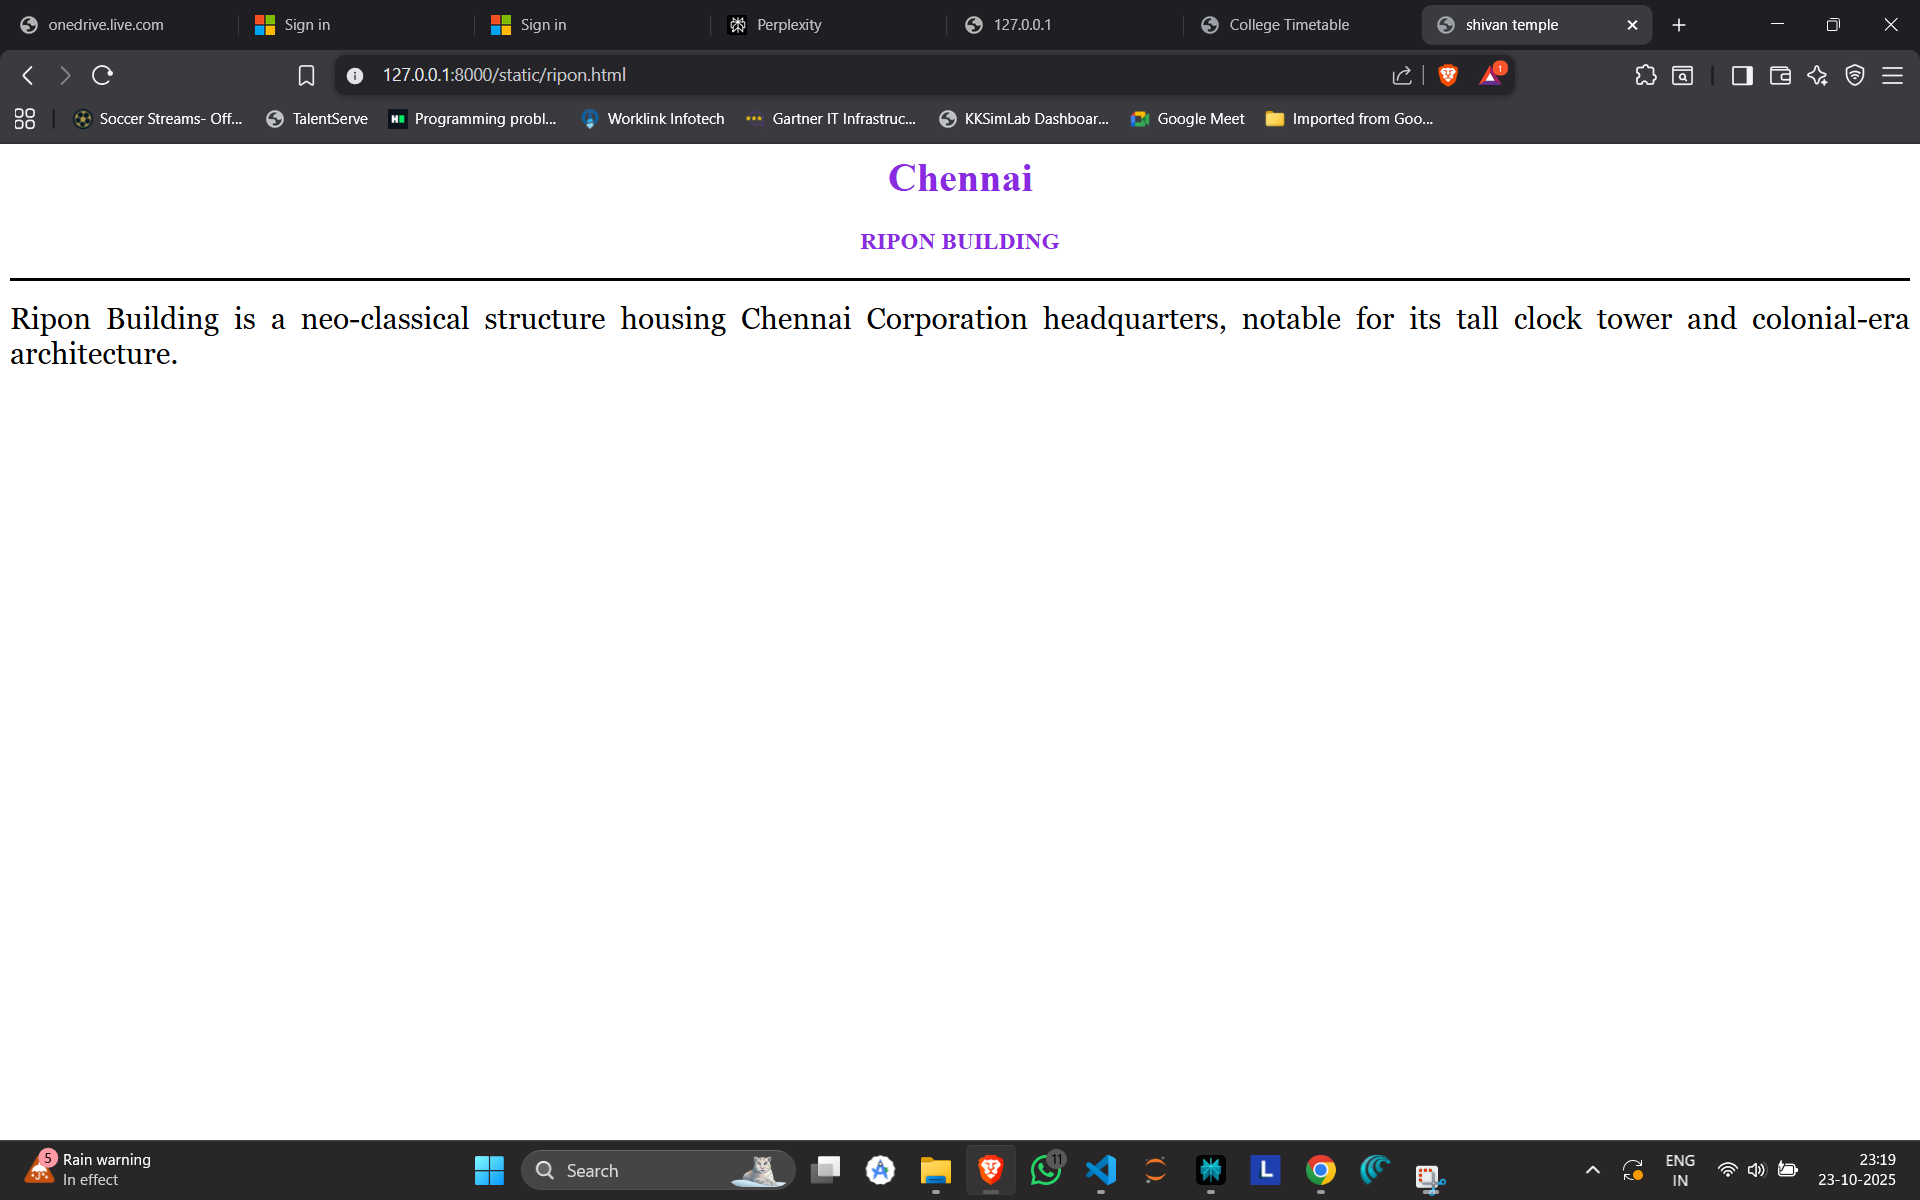 onedrive.live.com
Sign in
Sign in
Perplexity
127.0.0.1
College Timetable
shivan temple
127.0.0.1:8000/static/ripon.html
1
Soccer Streams- Off...
TalentServe
Programming probl...
Worklink Infotech
Gartner IT Infrastruc...
KKSimLab Dashboar...
Google Meet
Imported from Goo...
Chennai
RIPON BUILDING
Ripon Building is a neo-classical structure housing Chennai Corporation headquarters, notable for its tall clock tower and colonial-era
architecture.
5
Rain warning
In effect
Search
11
L
ENG
IN
23:19
23-10-2025